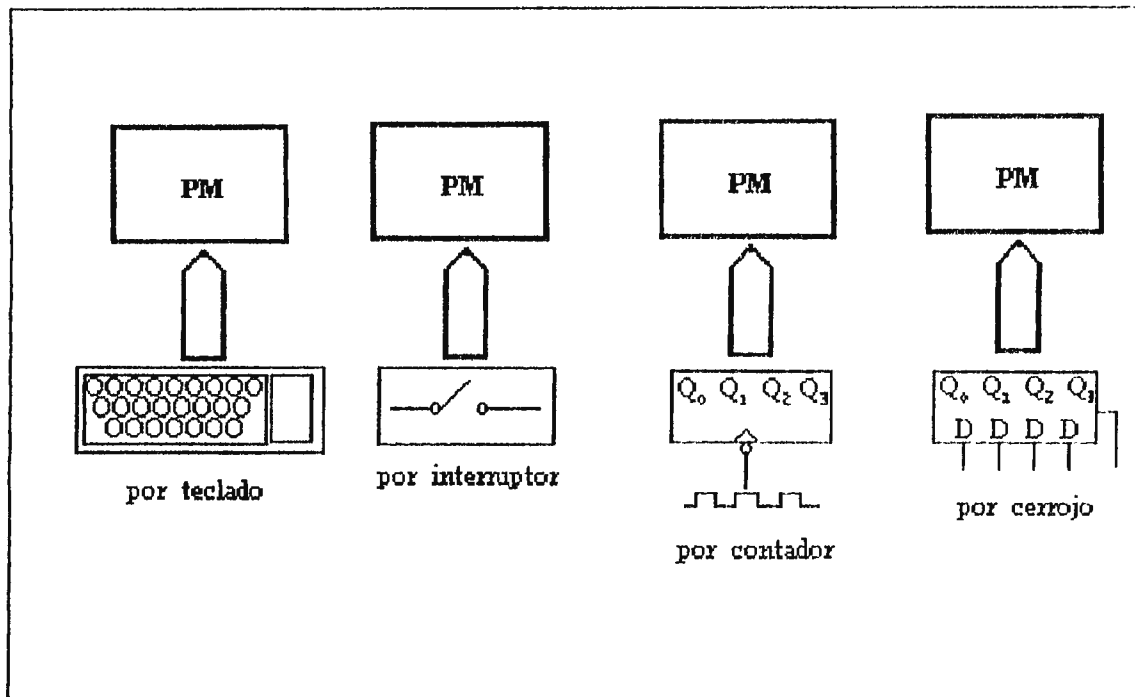 PM PM PM PM
Q₀ Q₁ Q₂ Q₃
Q₀ Q₁ Q₂ Q₃
D D D D
por teclado
por interruptor
por contador
por cerrojo